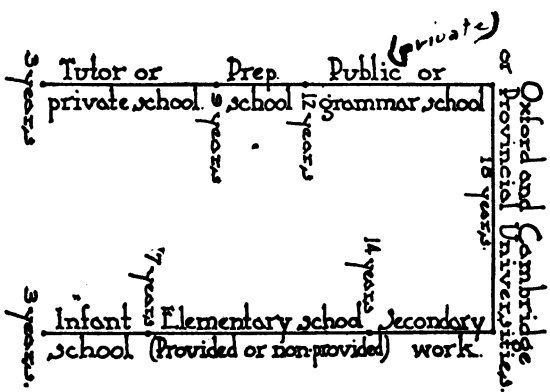 (private)
Tutor or
private school.
Prep.
school
Public or
grammar school
3 years
9 years
12 years
18 years.
Oxford and Cambridge
or Provincial Universities.
7 years
14 years
3 years.
Infant
school
Elementary school
(Provided or non-provided)
Secondary
work.